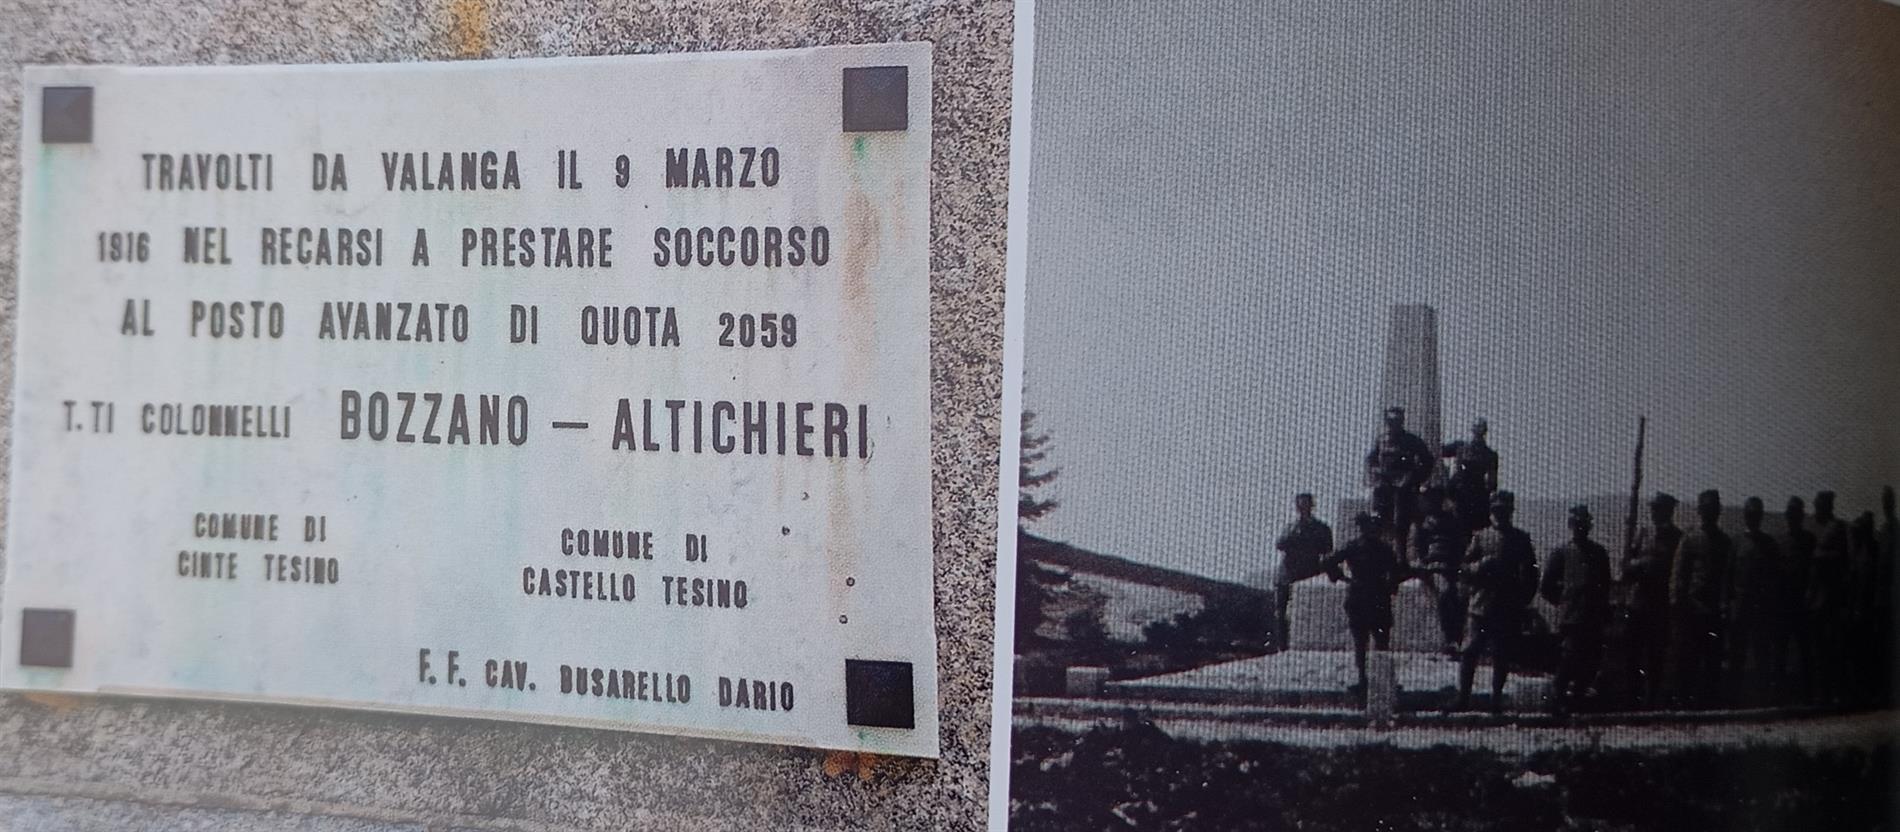 TRAVOLTI DA VALANGA IL 9 MARZO
1916 NEL RECARSI A PRESTARE SOCCORSO
AL POSTO AVANZATO DI QUOTA 2059
T.TI COLONNELLI BOZZANO — ALTICHIERI
COMUNE DI
CINTE TESINO
COMUNE DI
CASTELLO TESINO
F. F. CAV. BUSARELLO DARIO